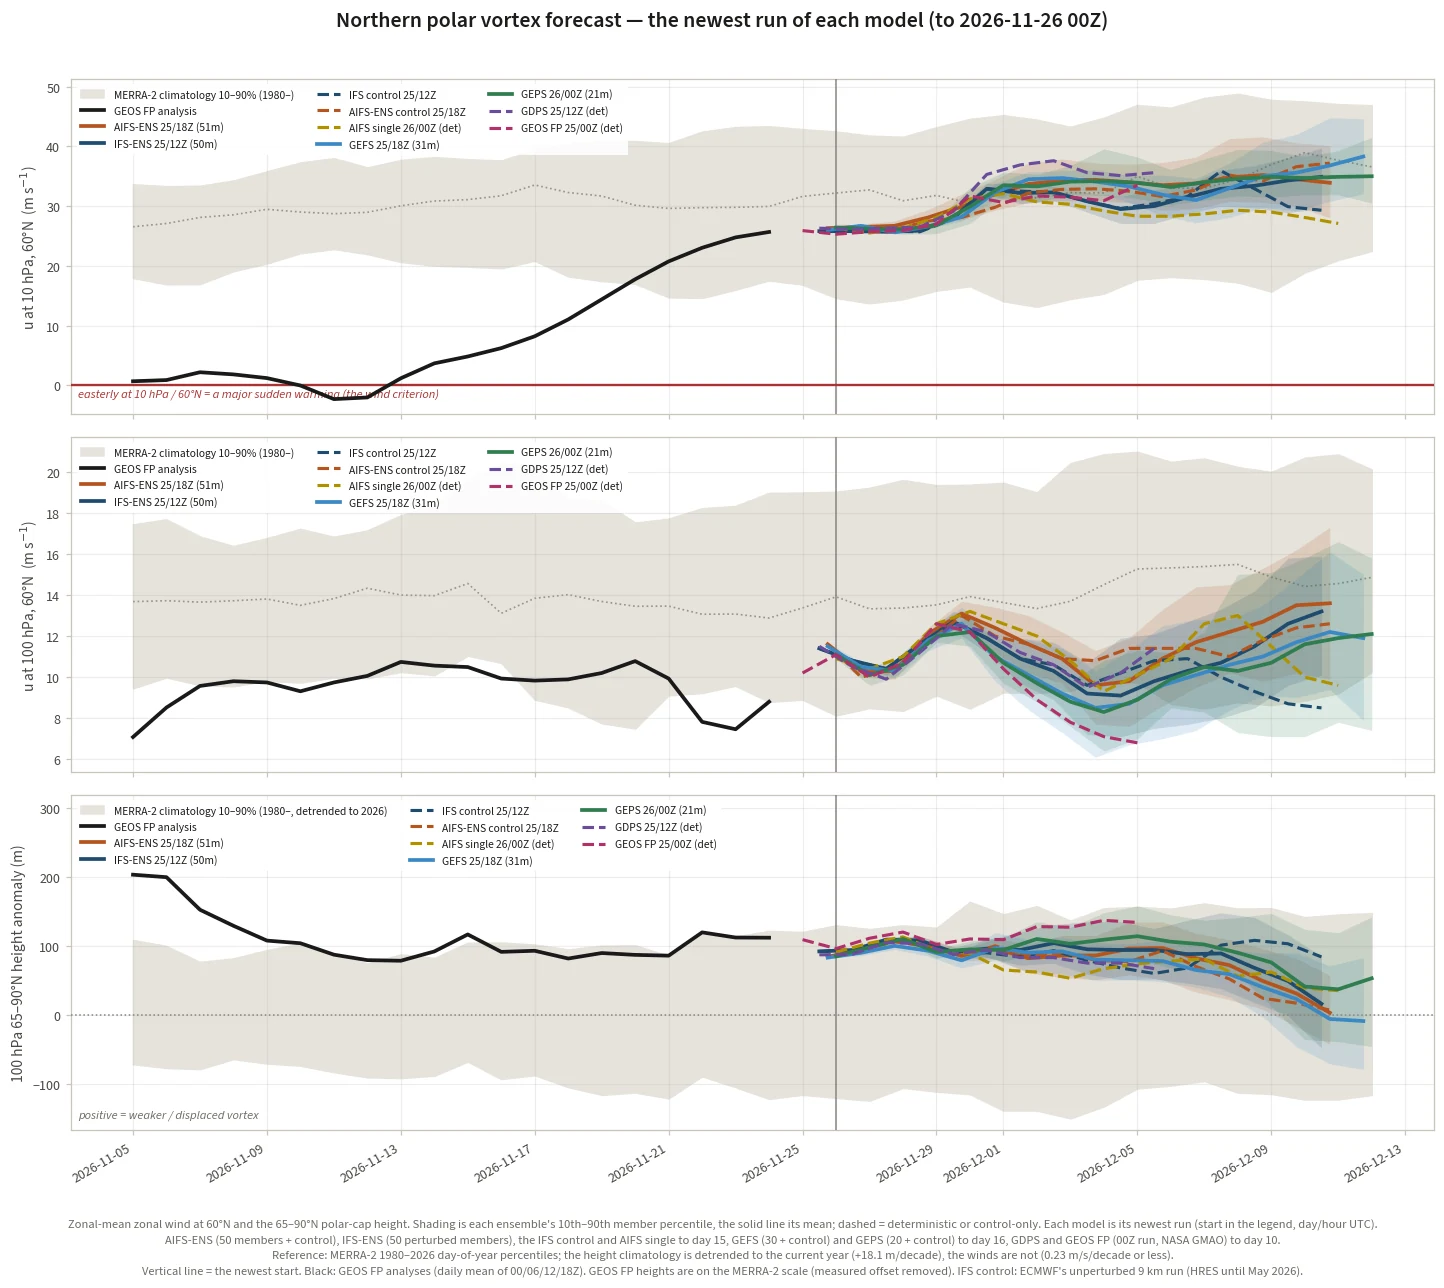 Northern polar vortex forecast — the newest run of each model (to 2026-11-26 00Z)
u at 10 hPa, 60°N (m s⁻¹)
50
40
30
20
10
0
MERRA-2 climatology 10–90% (1980–)
GEOS FP analysis
AIFS-ENS 25/18Z (51m)
IFS-ENS 25/12Z (50m)
IFS control 25/12Z
AIFS-ENS control 25/18Z
AIFS single 26/00Z (det)
GEFS 25/18Z (31m)
GEPS 26/00Z (21m)
GDPS 25/12Z (det)
GEOS FP 25/00Z (det)
easterly at 10 hPa / 60°N = a major sudden warming (the wind criterion)
u at 100 hPa, 60°N (m s⁻¹)
20
18
16
14
12
10
8
6
MERRA-2 climatology 10–90% (1980–)
GEOS FP analysis
AIFS-ENS 25/18Z (51m)
IFS-ENS 25/12Z (50m)
IFS control 25/12Z
AIFS-ENS control 25/18Z
AIFS single 26/00Z (det)
GEFS 25/18Z (31m)
GEPS 26/00Z (21m)
GDPS 25/12Z (det)
GEOS FP 25/00Z (det)
100 hPa 65–90°N height anomaly (m)
300
200
100
0
−100
MERRA-2 climatology 10–90% (1980–, detrended to 2026)
GEOS FP analysis
AIFS-ENS 25/18Z (51m)
IFS-ENS 25/12Z (50m)
IFS control 25/12Z
AIFS-ENS control 25/18Z
AIFS single 26/00Z (det)
GEFS 25/18Z (31m)
GEPS 26/00Z (21m)
GDPS 25/12Z (det)
GEOS FP 25/00Z (det)
positive = weaker / displaced vortex
2026-11-05
2026-11-09
2026-11-13
2026-11-17
2026-11-21
2026-11-25
2026-11-29
2026-12-01
2026-12-05
2026-12-09
2026-12-13
Zonal-mean zonal wind at 60°N and the 65–90°N polar-cap height. Shading is each ensemble's 10th–90th member percentile, the solid line its mean; dashed = deterministic or control-only. Each model is its newest run (start in the legend, day/hour UTC).
AIFS-ENS (50 members + control), IFS-ENS (50 perturbed members), the IFS control and AIFS single to day 15, GEFS (30 + control) and GEPS (20 + control) to day 16, GDPS and GEOS FP (00Z run, NASA GMAO) to day 10.
Reference: MERRA-2 1980–2026 day-of-year percentiles; the height climatology is detrended to the current year (+18.1 m/decade), the winds are not (0.23 m/s/decade or less).
Vertical line = the newest start. Black: GEOS FP analyses (daily mean of 00/06/12/18Z). GEOS FP heights are on the MERRA-2 scale (measured offset removed). IFS control: ECMWF's unperturbed 9 km run (HRES until May 2026).